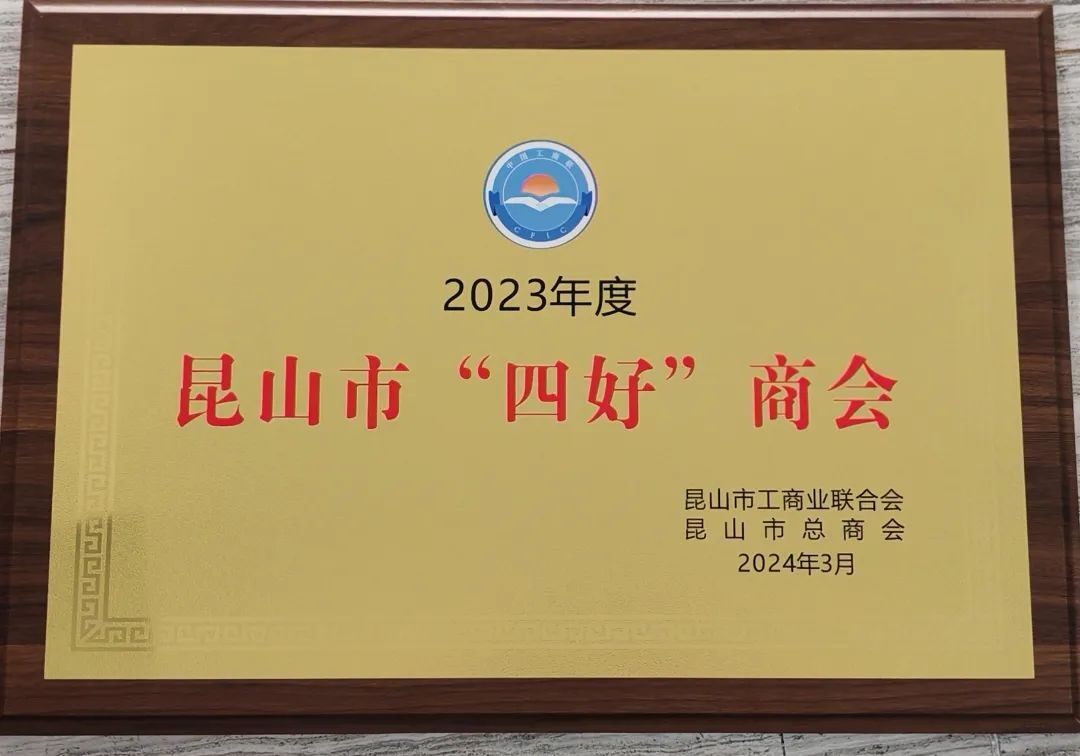 中国工商联
CFIC
2023年度
昆山市“四好”商会
昆山市工商业联合会
昆山市总商会
2024年3月